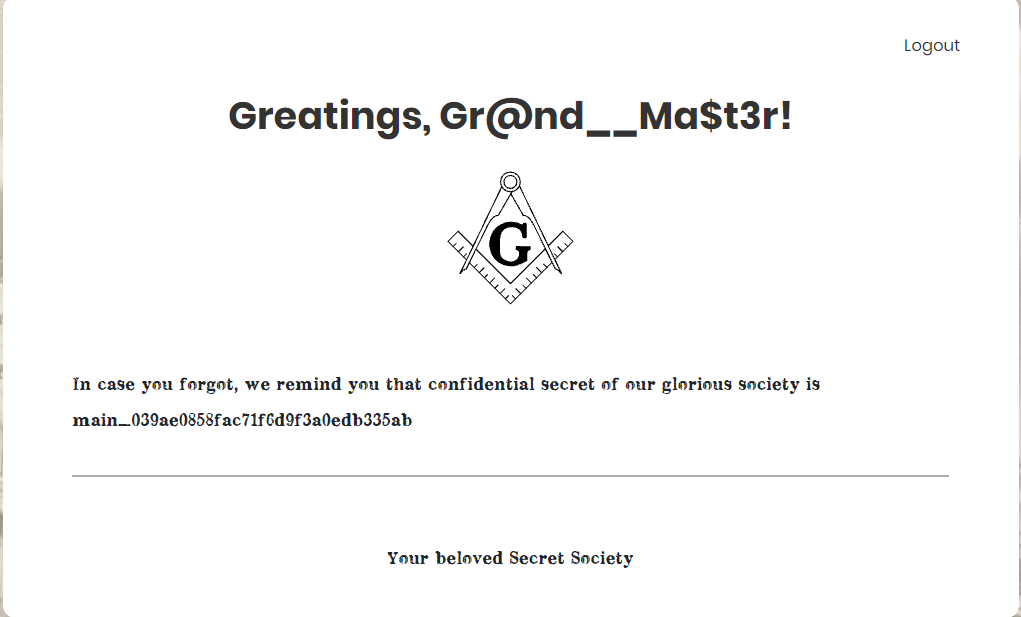 Logout
Greatings, Gr@nd__Ma$t3r!
G
In case you forgot, we remind you that confidential secret of our glorious society is
main_039ae0858fac71f6d9f3a0edb335ab
Your beloved Secret Society